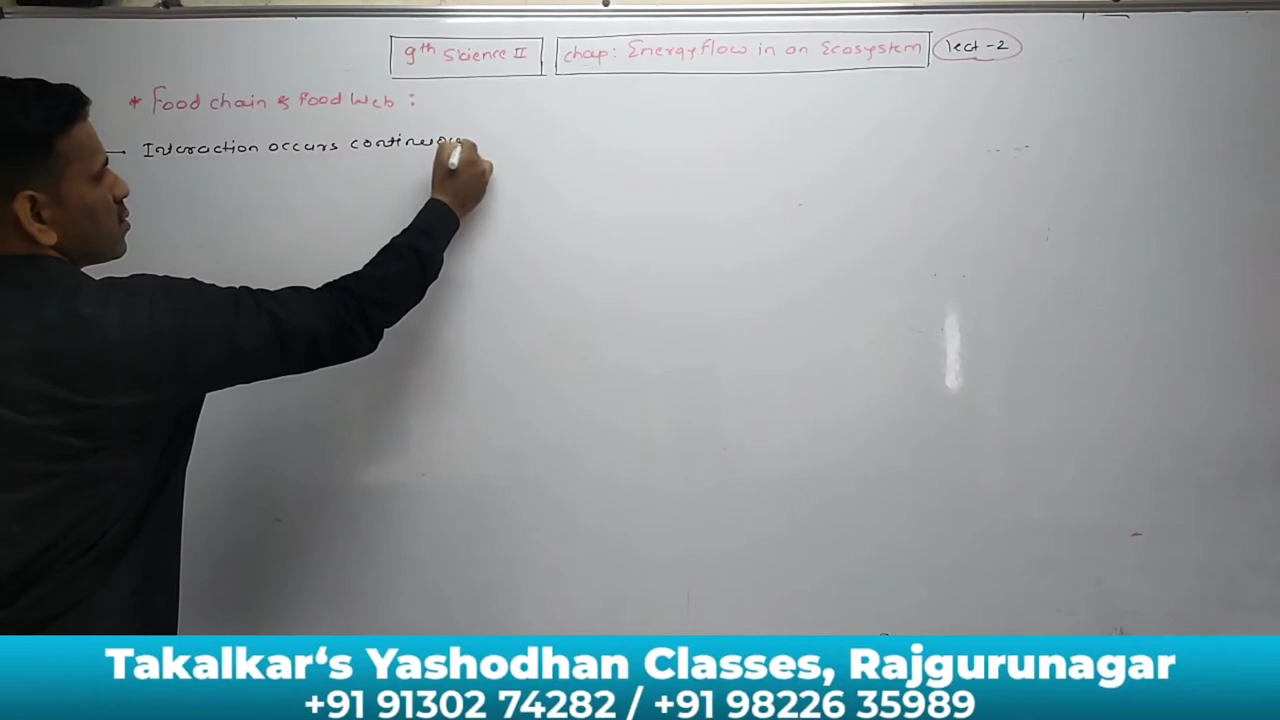 9th Science II
chap: Energy flow in an Ecosystem
lect-2
* Food chain & Food Web :
Interaction occurs
Takalkar‘s Yashodhan Classes, Rajgurunagar
+91 91302 74282 / +91 98226 35989